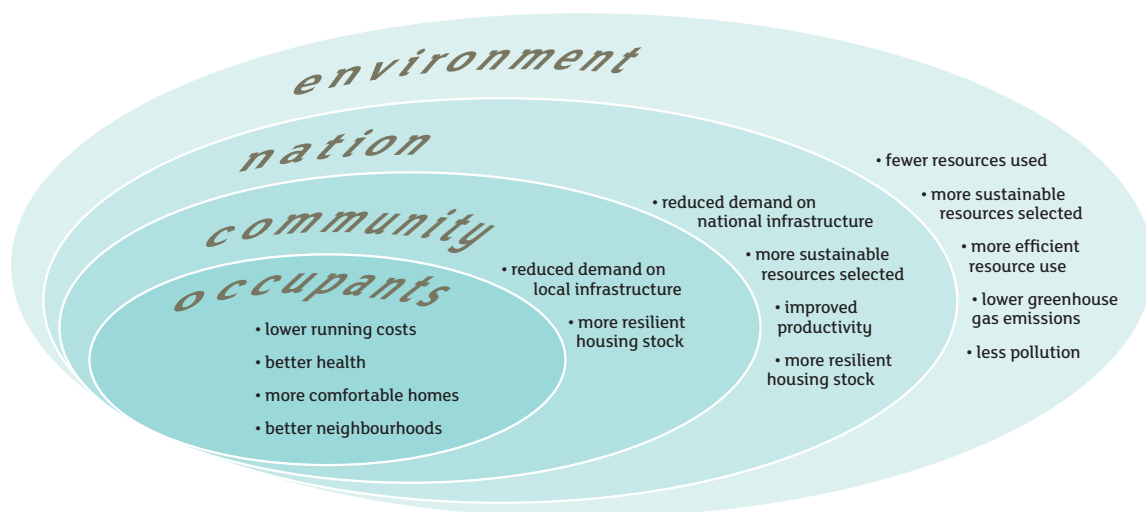 environment
nation
community
occupants
• lower running costs
• better health
• more comfortable homes
• better neighbourhoods
• reduced demand on
local infrastructure
• more resilient
housing stock
• reduced demand on
national infrastructure
• more sustainable
resources selected
• improved
productivity
• more resilient
housing stock
• fewer resources used
• more sustainable
resources selected
• more efficient
resource use
• lower greenhouse
gas emissions
• less pollution